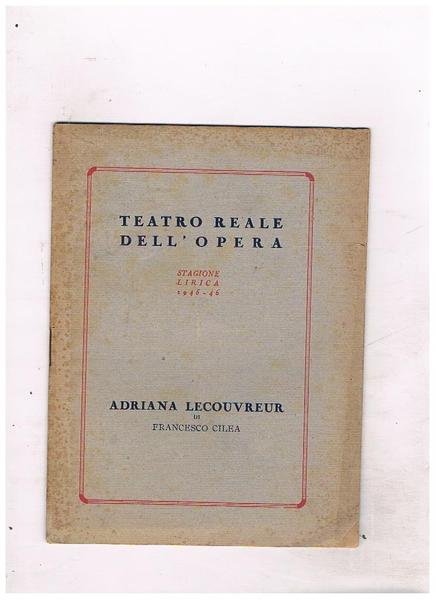 TEATRO REALE
DELL' OPERA
STAGIONE
LIRICA
1945-46
ADRIANA LECOUVREUR
DI
FRANCESCO CILEA